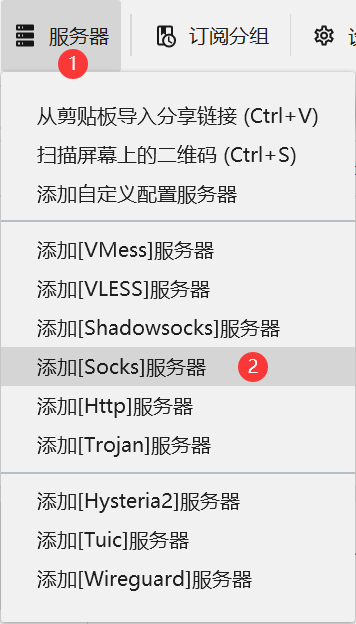 服务器 订阅分组
1
从剪贴板导入分享链接 (Ctrl+V)
扫描屏幕上的二维码 (Ctrl+S)
添加自定义配置服务器
添加[VMess]服务器
添加[VLESS]服务器
添加[Shadowsocks]服务器
添加[Socks]服务器 2
添加[Http]服务器
添加[Trojan]服务器
添加[Hysteria2]服务器
添加[Tuic]服务器
添加[Wireguard]服务器